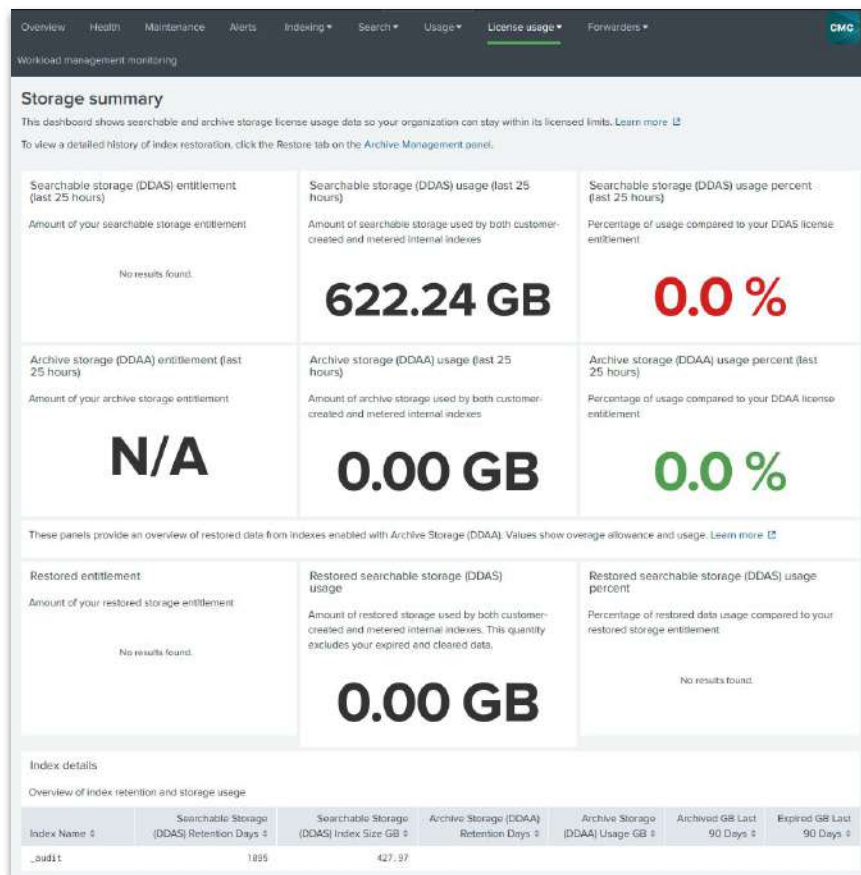 Overview Health Maintenance Alerts Indexing Search Usage License usage Forwarders CMC
Workload management monitoring
Storage summary
This dashboard shows searchable and archive storage license usage data so your organization can stay within its licensed limits. Learn more
To view a detailed history of index restoration, click the Restore tab on the Archive Management panel.
Searchable storage (DDAS) entitlement
(last 25 hours)
Amount of your searchable storage entitlement
No results found.
Searchable storage (DDAS) usage (last 25
hours)
Amount of searchable storage used by both customer-
created and metered internal indexes
622.24 GB
Searchable storage (DDAS) usage percent
(last 25 hours)
Percentage of usage compared to your DDAS license
entitlement
0.0 %
Archive storage (DDAA) entitlement (last
25 hours)
Amount of your archive storage entitlement
N/A
Archive storage (DDAA) usage (last 25
hours)
Amount of archive storage used by both customer-
created and metered internal indexes
0.00 GB
Archive storage (DDAA) usage percent (last
25 hours)
Percentage of usage compared to your DDAA license
entitlement
0.0 %
These panels provide an overview of restored data from indexes enabled with Archive Storage (DDAA). Values show overage allowance and usage. Learn more
Restored entitlement
Amount of your restored storage entitlement
No results found.
Restored searchable storage (DDAS)
usage
Amount of restored storage used by both customer-
created and metered internal indexes. This quantity
excludes your expired and cleared data.
0.00 GB
Restored searchable storage (DDAS) usage
percent
Percentage of restored data usage compared to your
restored storage entitlement
No results found.
Index details
Overview of index retention and storage usage
Searchable Storage Searchable Storage Archive Storage (DDAA) Archive Storage Archived GB Last Expired GB Last
Index Name (DDAS) Retention Days (DDAS) Index Size GB Retention Days (DDAA) Usage GB 90 Days 90 Days
_audit 1095 427.97